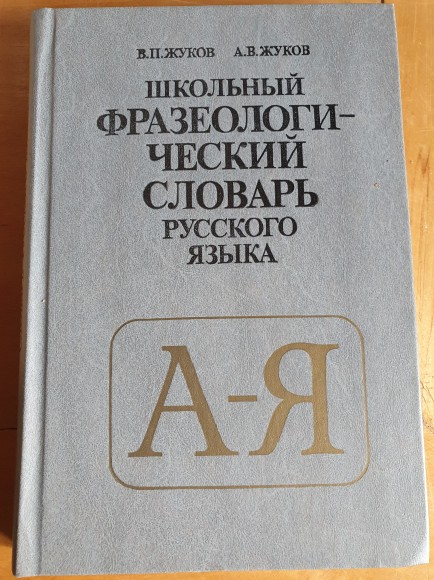 В.П.ЖУКОВ А.В.ЖУКОВ
ШКОЛЬНЫЙ
ФРАЗЕОЛОГИ-
ЧЕСКИЙ
СЛОВАРЬ
РУССКОГО
ЯЗЫКА
А-Я